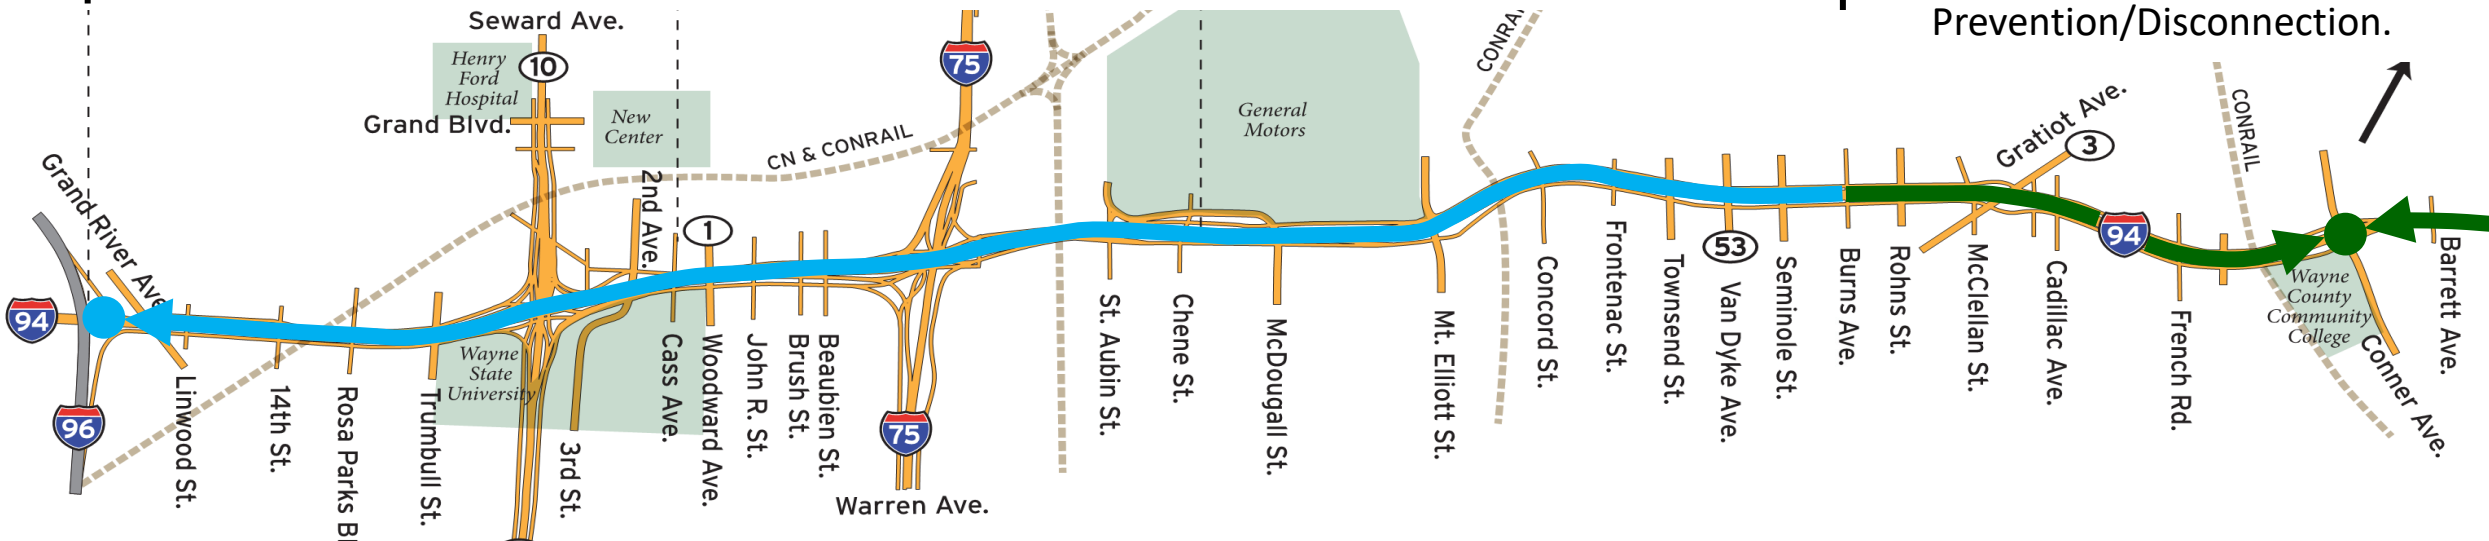 Prevention/Disconnection.
Seward Ave.
Henry
Ford
Hospital
10
Grand Blvd.
New
Center
75
CN & CONRAIL
General
Motors
CONRAI
Gratiot Ave.
3
CONRAIL
Grand River Ave.
2nd Ave.
1
94
96
Linwood St.
14th St.
Rosa Parks Bl
Trumbull St.
Wayne
State
University
3rd St.
Cass Ave.
Woodward Ave.
John R. St.
Brush St.
Beaubien St.
75
Warren Ave.
St. Aubin St.
Chene St.
McDougall St.
Mt. Elliott St.
Concord St.
Frontenac St.
Townsend St.
53
Van Dyke Ave.
Seminole St.
Burns Ave.
Rohns St.
McClellan St.
Cadillac Ave.
94
French Rd.
Wayne
County
Community
College
Conner Ave.
Barrett Ave.